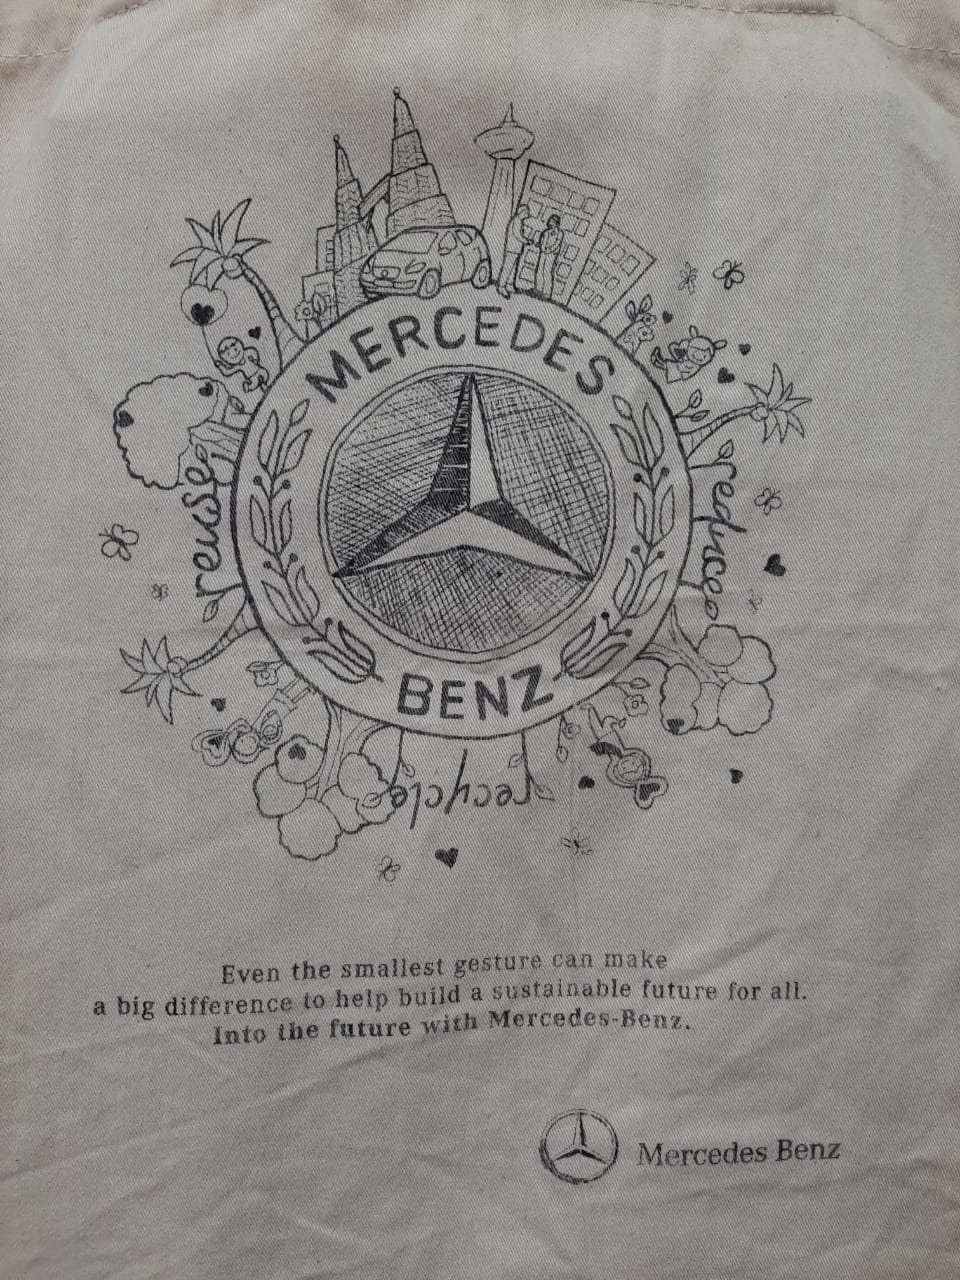 MERCEDES
reuse
reduce
BENZ
recycle
Even the smallest gesture can make
a big difference to help build a sustainable future for all.
Into the future with Mercedes-Benz.
Mercedes Benz